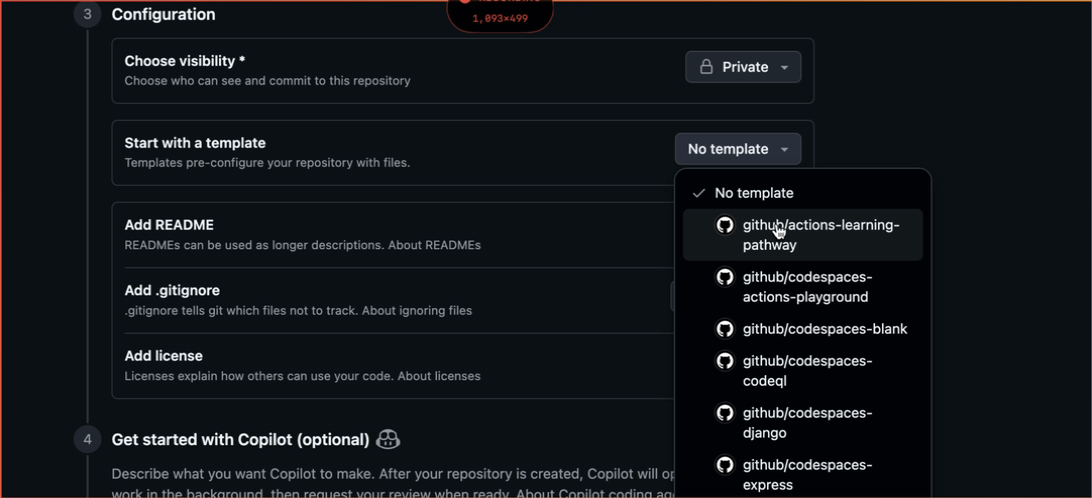 3 Configuration
1,093×499
Choose visibility *
Choose who can see and commit to this repository
Private
Start with a template
Templates pre-configure your repository with files.
No template
No template
github/actions-learning-
pathway
github/codespaces-
actions-playground
github/codespaces-blank
github/codespaces-
codeql
github/codespaces-
django
github/codespaces-
express
Add README
READMEs can be used as longer descriptions. About READMEs
Add .gitignore
.gitignore tells git which files not to track. About ignoring files
Add license
Licenses explain how others can use your code. About licenses
4 Get started with Copilot (optional)
Describe what you want Copilot to make. After your repository is created, Copilot will
work in the background, then request your review when ready. About Copilot coding